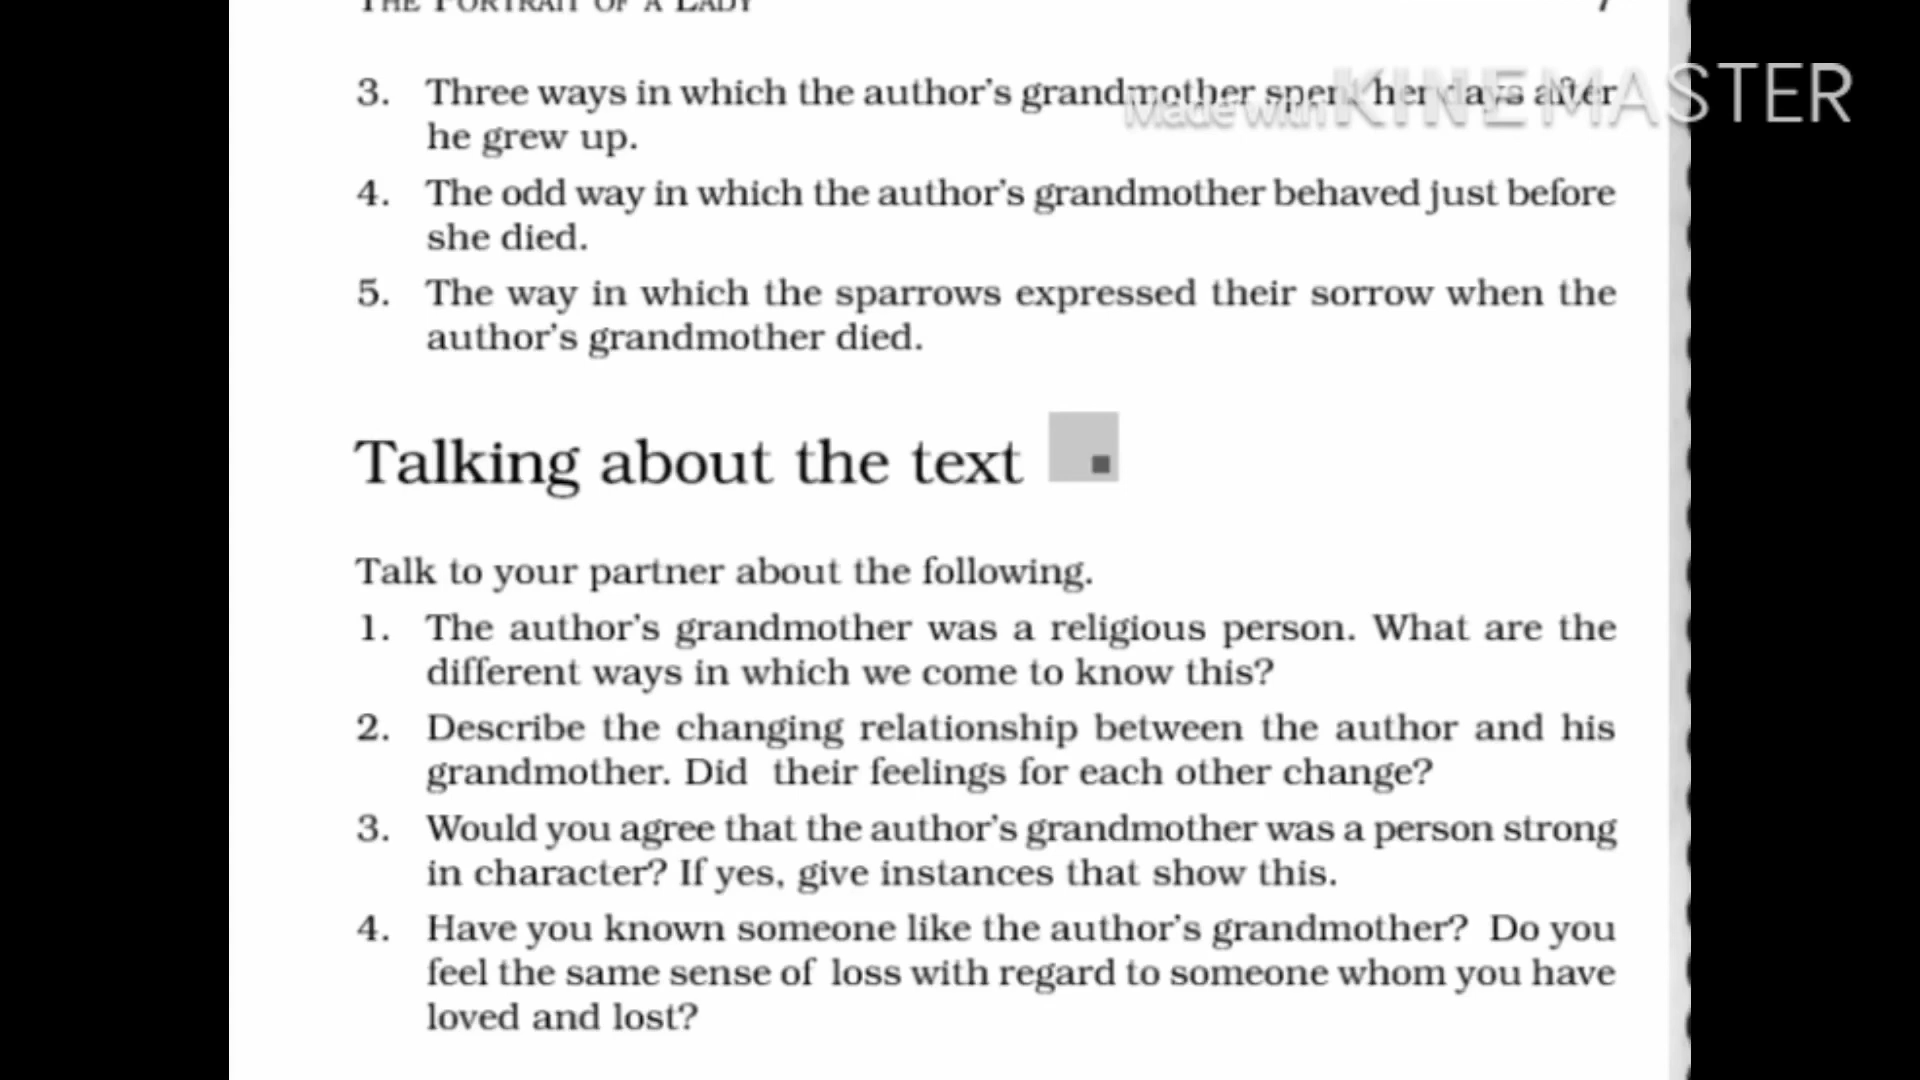 THE PORTRAIT OF A LADY 7
Made with KINEMASTER
3. Three ways in which the author's grandmother spent her days after
he grew up.
4. The odd way in which the author's grandmother behaved just before
she died.
5. The way in which the sparrows expressed their sorrow when the
author's grandmother died.
Talking about the text
Talk to your partner about the following.
1. The author's grandmother was a religious person. What are the
different ways in which we come to know this?
2. Describe the changing relationship between the author and his
grandmother. Did their feelings for each other change?
3. Would you agree that the author's grandmother was a person strong
in character? If yes, give instances that show this.
4. Have you known someone like the author's grandmother? Do you
feel the same sense of loss with regard to someone whom you have
loved and lost?